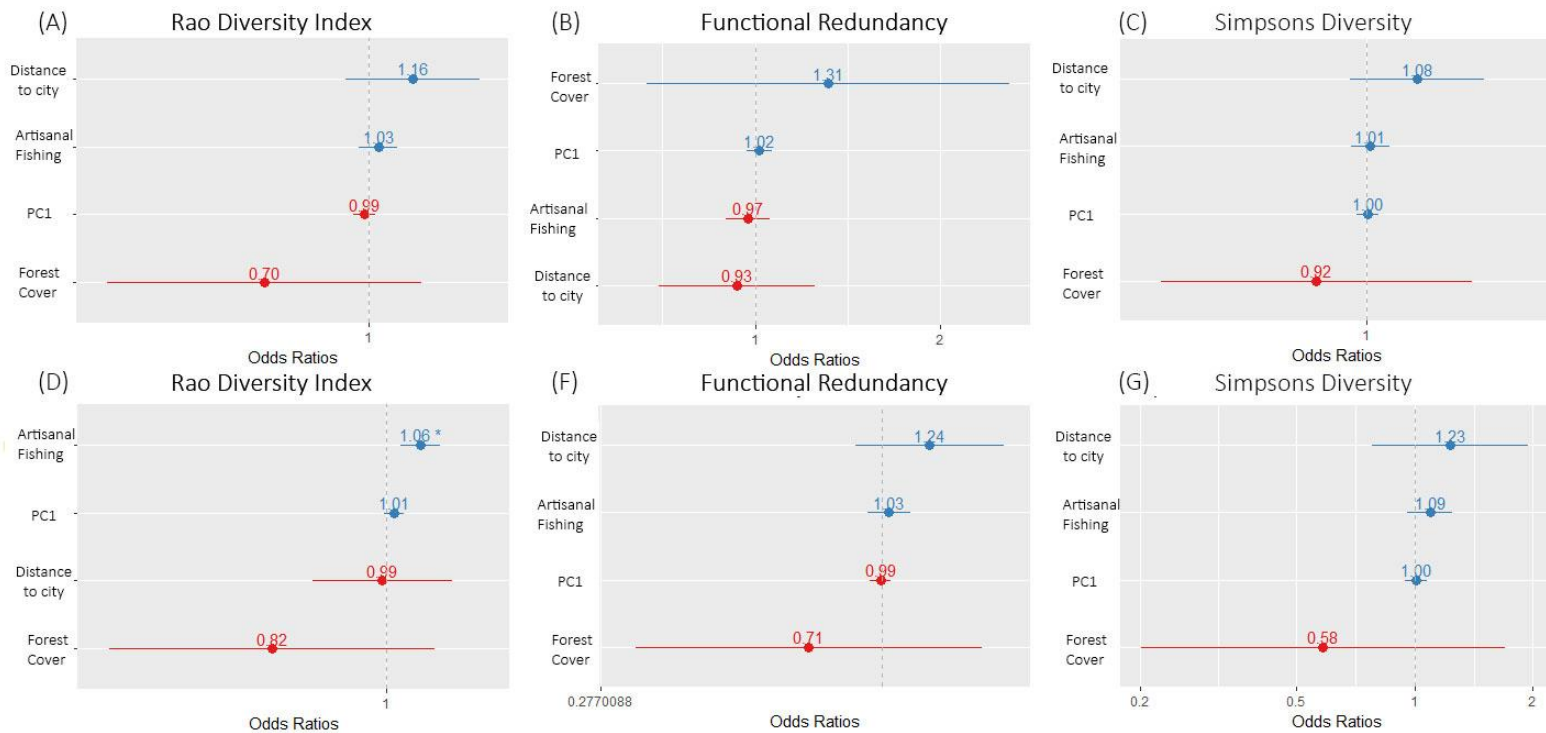 (A) Rao Diversity Index
Distance
to city
1.16
Artisanal
Fishing
1.03
PC1
0.99
Forest
Cover
0.70
1
Odds Ratios
(B) Functional Redundancy
Forest
Cover
1.31
PC1
1.02
Artisanal
Fishing
0.97
Distance
to city
0.93
1 2
Odds Ratios
(C) Simpsons Diversity
Distance
to city
1.08
Artisanal
Fishing
1.01
PC1
1.00
Forest
Cover
0.92
1
Odds Ratios
(D) Rao Diversity Index
Artisanal
Fishing
1.06 *
PC1
1.01
Distance
to city
0.99
Forest
Cover
0.82
1
Odds Ratios
(F) Functional Redundancy
Distance
to city
1.24
Artisanal
Fishing
1.03
PC1
0.99
Forest
Cover
0.71
0.2770088
Odds Ratios
(G) Simpsons Diversity
Distance
to city
1.23
Artisanal
Fishing
1.09
PC1
1.00
Forest
Cover
0.58
0.2 0.5 1 2
Odds Ratios